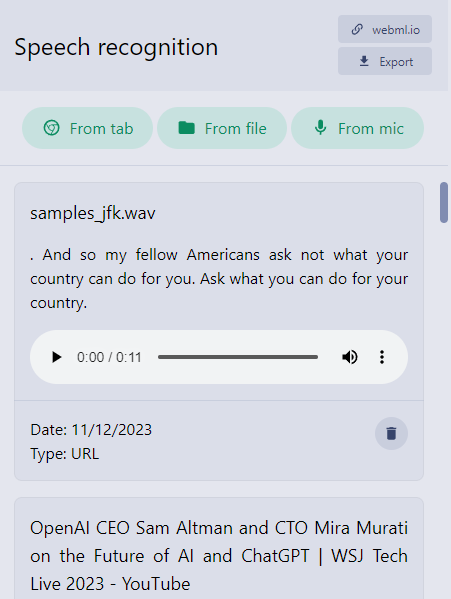 Speech recognition
webml.io
Export
From tab
From file
From mic
samples_jfk.wav
. And so my fellow Americans ask not what your
country can do for you. Ask what you can do for your
country.
0:00 / 0:11
Date: 11/12/2023
Type: URL
OpenAI CEO Sam Altman and CTO Mira Murati
on the Future of AI and ChatGPT | WSJ Tech
Live 2023 - YouTube